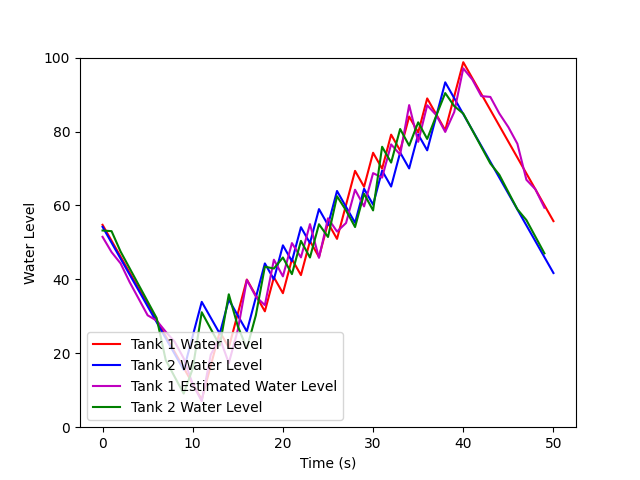 100
80
60
40
20
0
Water Level
Tank 1 Water Level
Tank 2 Water Level
Tank 1 Estimated Water Level
Tank 2 Water Level
0 10 20 30 40 50
Time (s)